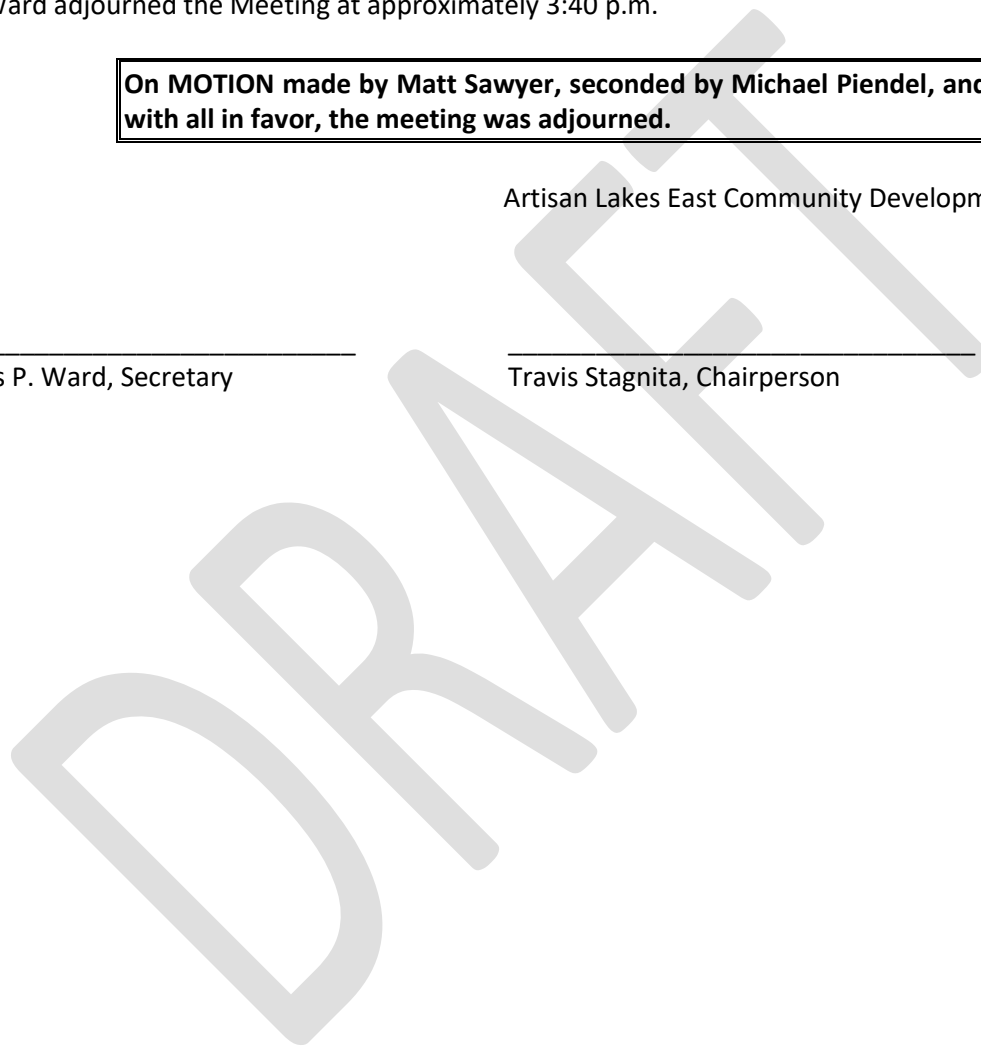 Ward adjourned the Meeting at approximately 3:40 p.m.
On MOTION made by Matt Sawyer, seconded by Michael Piendel, and
with all in favor, the meeting was adjourned.
Artisan Lakes East Community Developm
s P. Ward, Secretary
Travis Stagnita, Chairperson
DRAFT